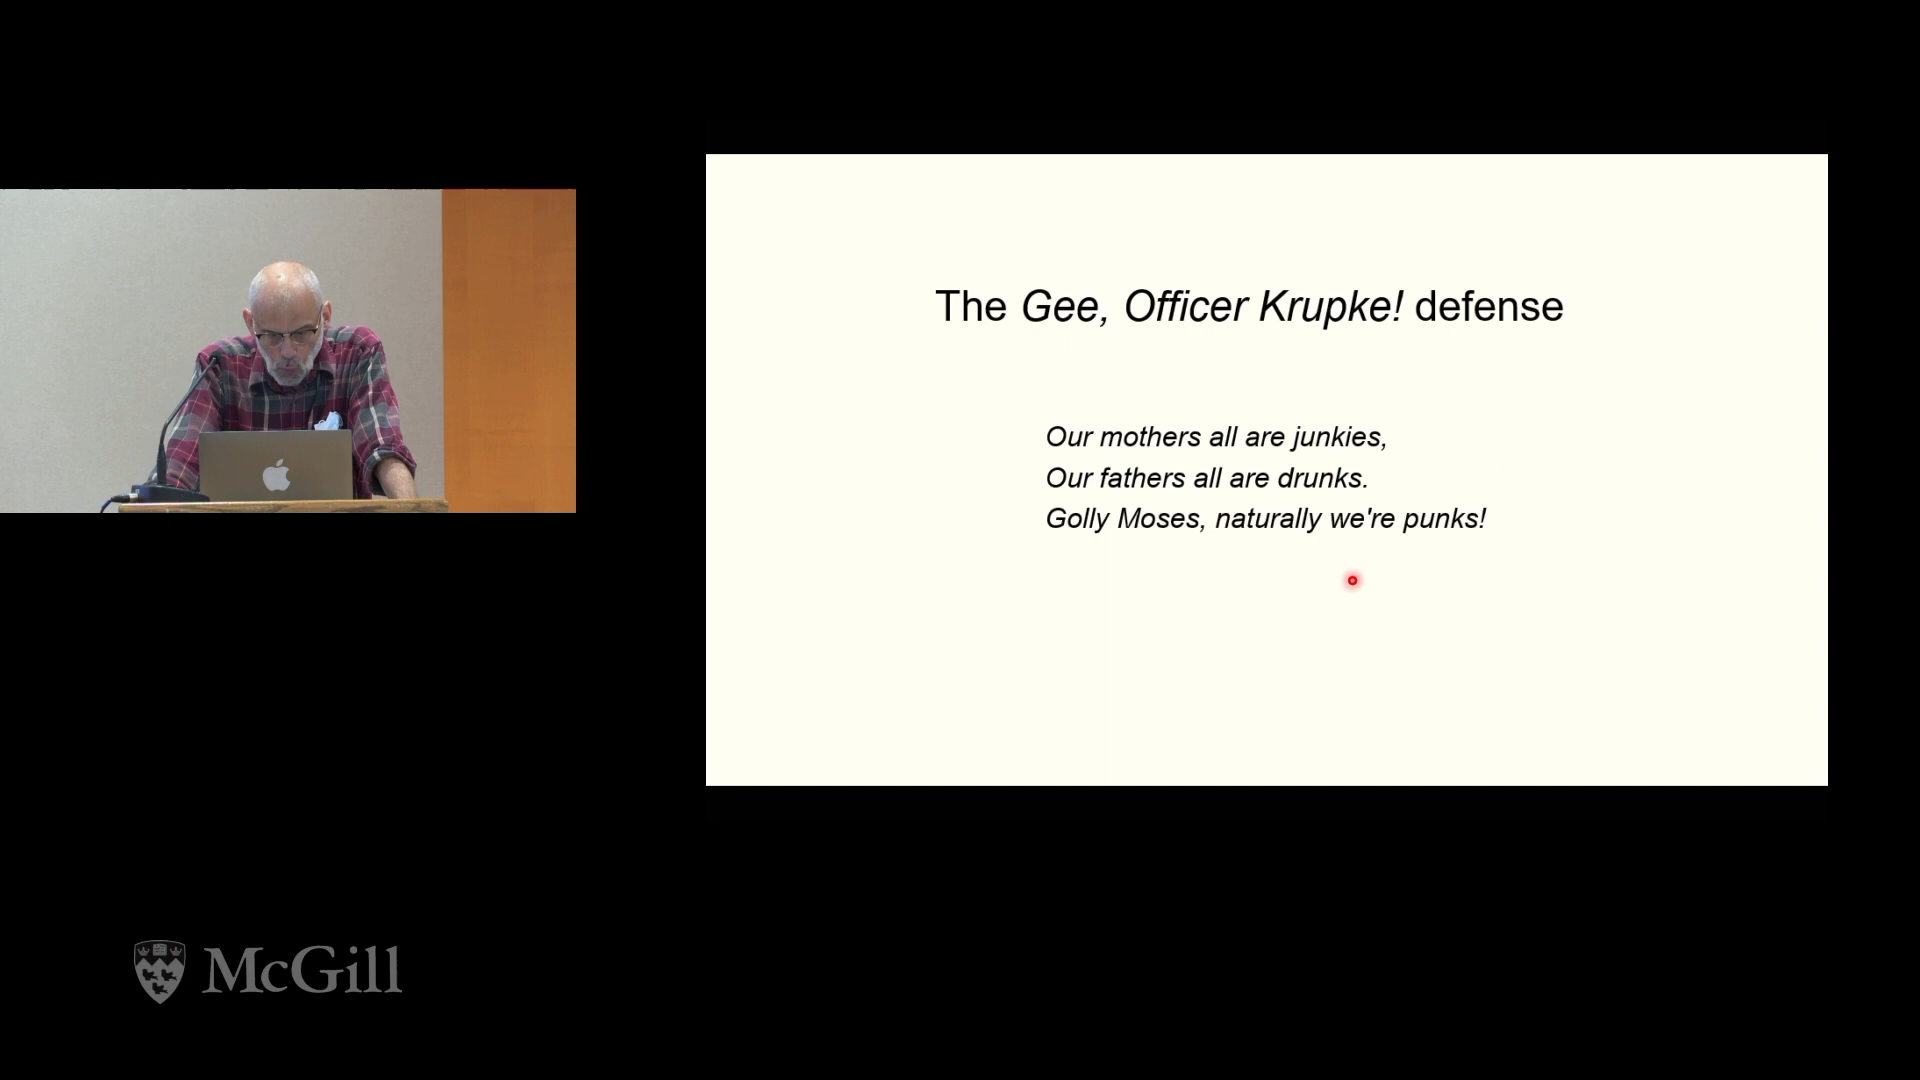 The Gee, Officer Krupke! defense
Our mothers all are junkies,
Our fathers all are drunks.
Golly Moses, naturally we're punks!
McGill